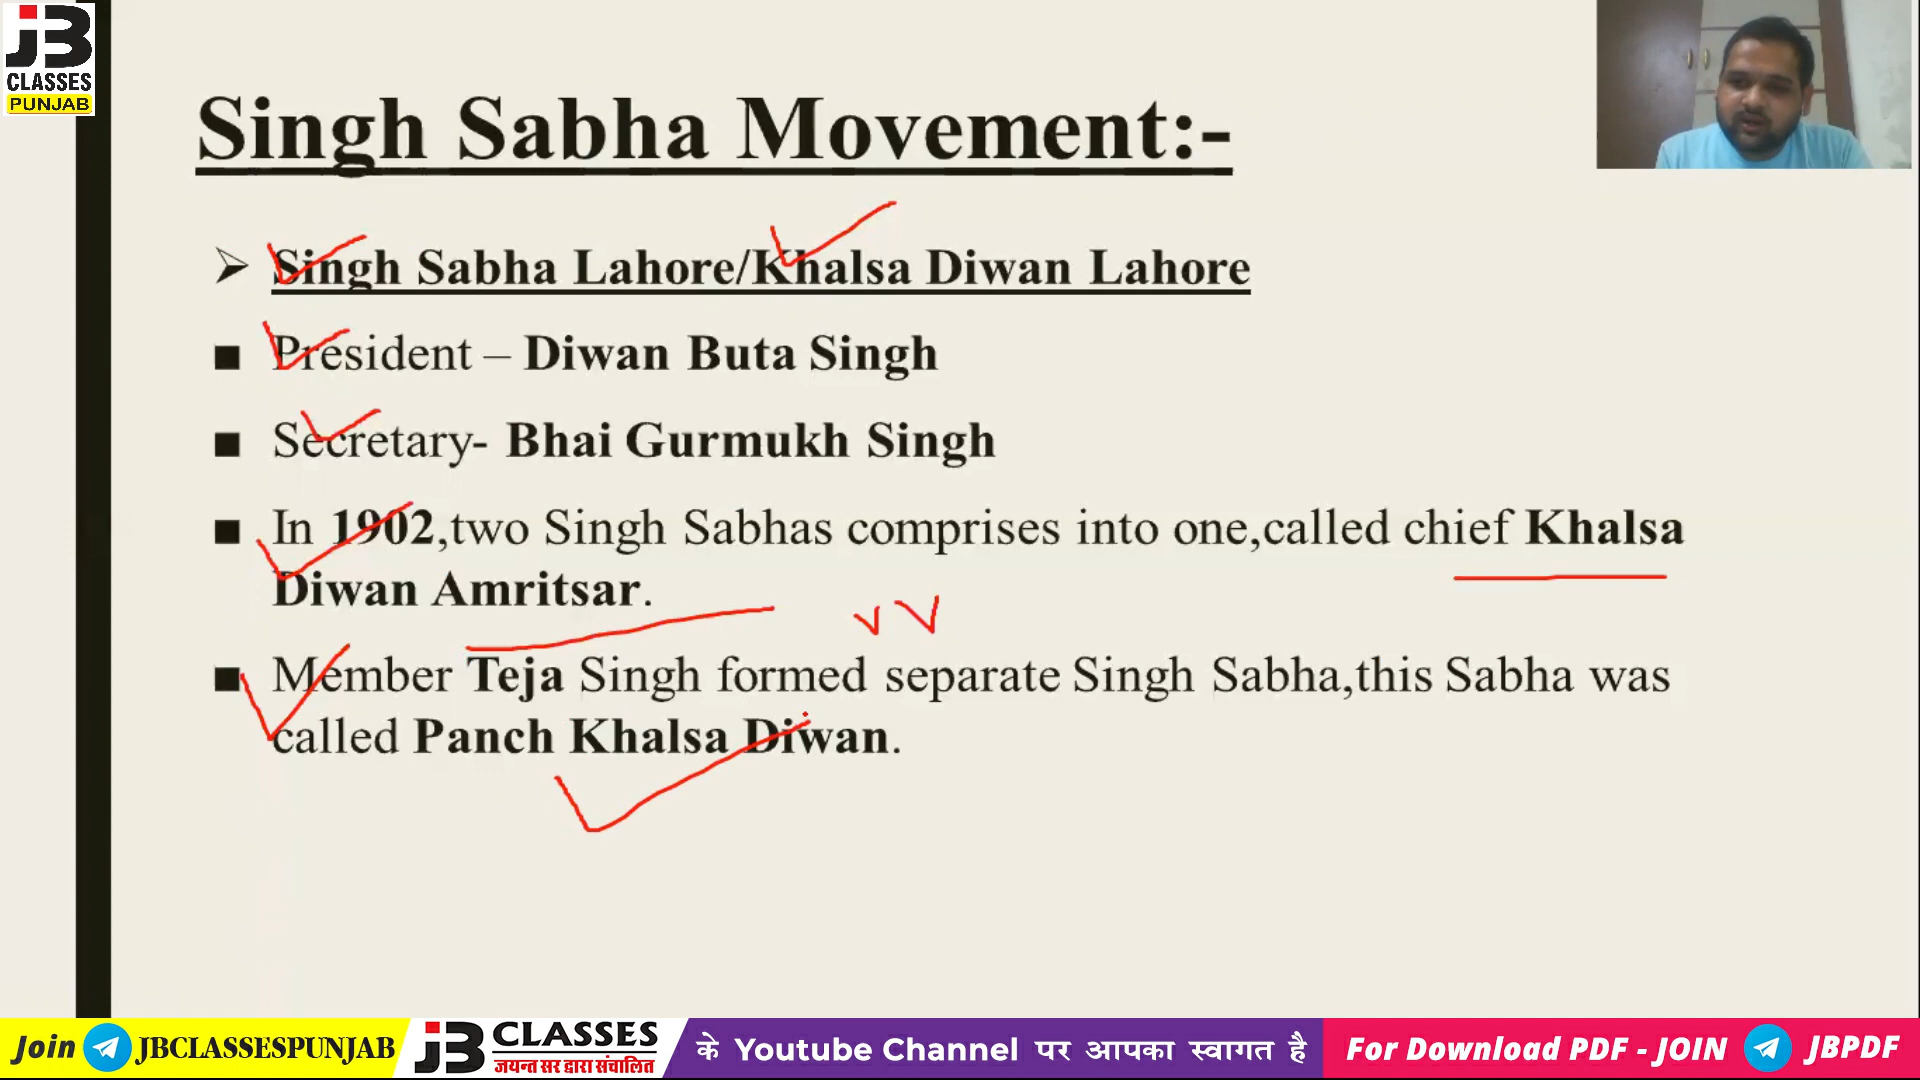 JB
CLASSES
PUNJAB
Singh Sabha Movement:-
➤ Singh Sabha Lahore/Khalsa Diwan Lahore
■ President – Diwan Buta Singh
■ Secretary- Bhai Gurmukh Singh
■ In 1902,two Singh Sabhas comprises into one,called chief Khalsa
Diwan Amritsar.
■ Member Teja Singh formed separate Singh Sabha,this Sabha was
called Panch Khalsa Diwan.
Join JBCLASSESPUNJAB
JB CLASSES
जयन्त सर द्वारा संचालित
के Youtube Channel पर आपका स्वागत है
For Download PDF - JOIN JBPDF